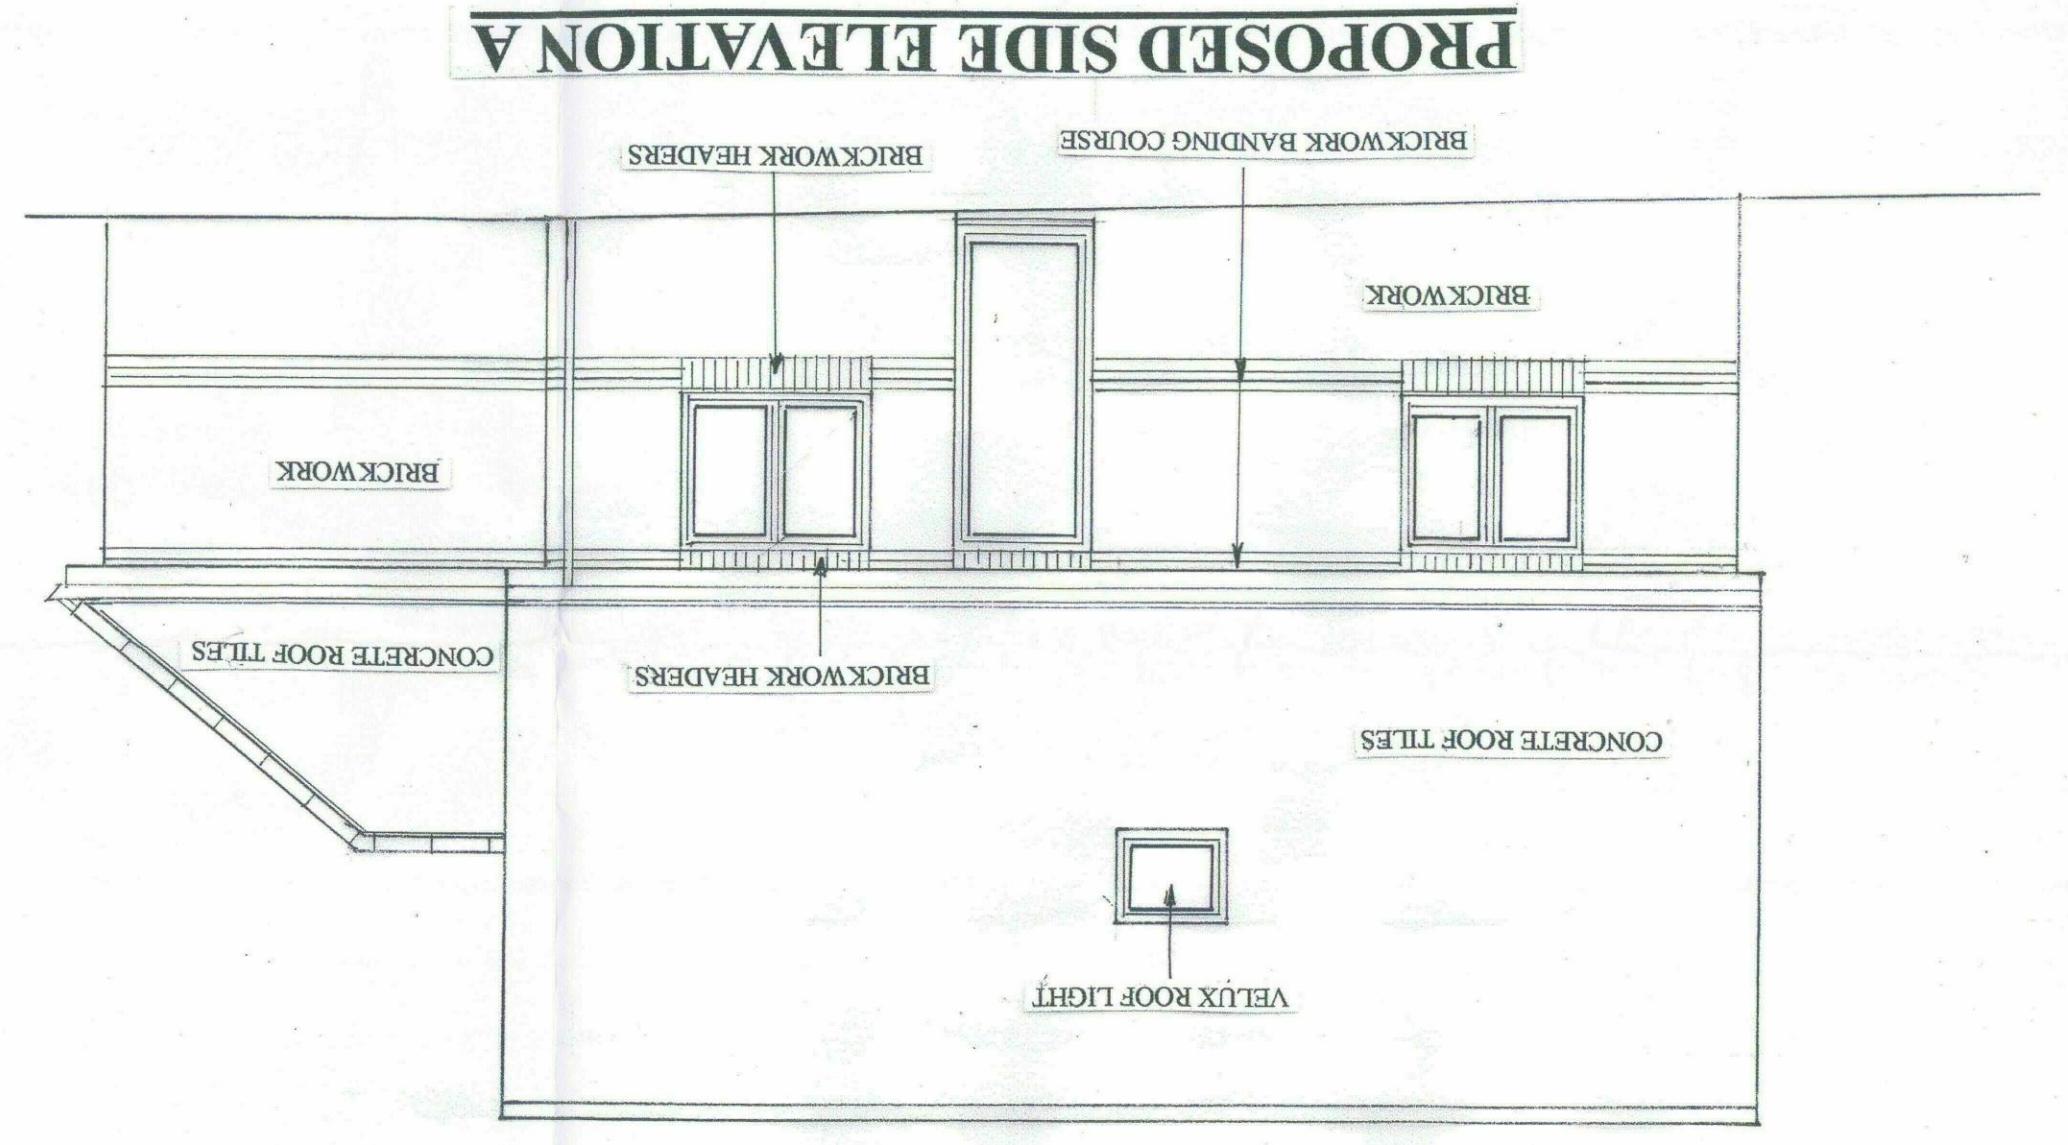 VELUX ROOF LIGHT
CONCRETE ROOF TILES
BRICKWORK HEADERS
CONCRETE ROOF TILES
BRICKWORK
BRICKWORK
BRICKWORK BANDING COURSE
BRICKWORK HEADERS
PROPOSED SIDE ELEVATION A